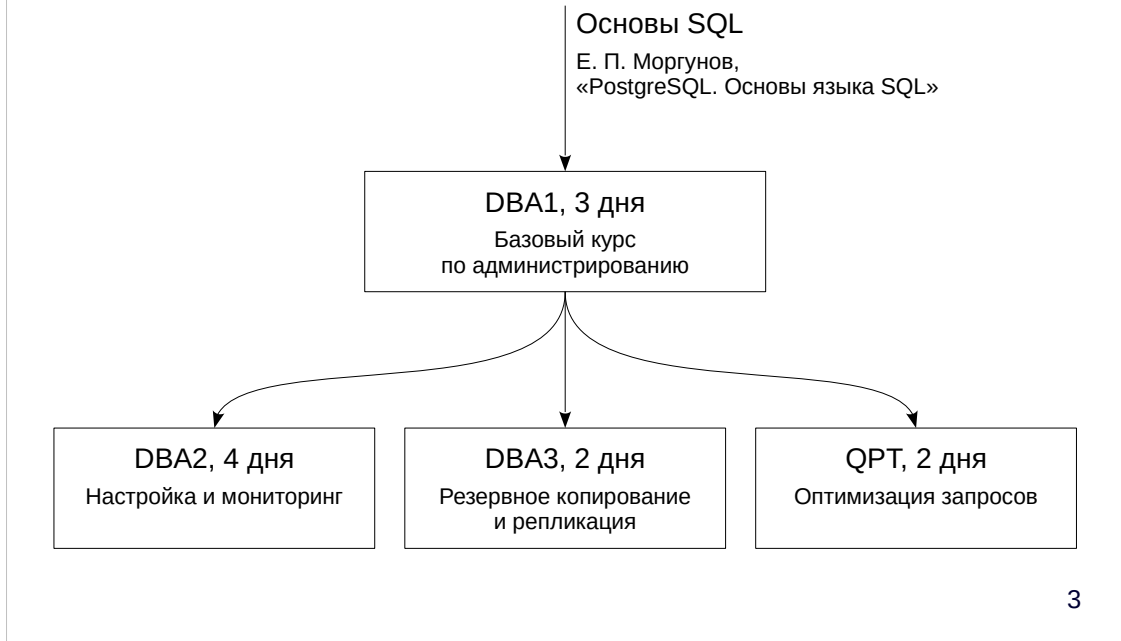 Основы SQL
Е. П. Моргунов,
«PostgreSQL. Основы языка SQL»
DBA1, 3 дня
Базовый курс
по администрированию
DBA2, 4 дня
Настройка и мониторинг
DBA3, 2 дня
Резервное копирование
и репликация
QPT, 2 дня
Оптимизация запросов
3